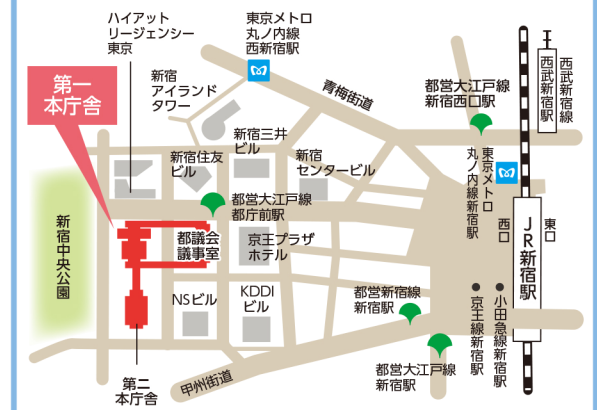 ハイアット
リージェンシー
東京
東京メトロ
丸ノ内線
西新宿駅
新宿
アイランド
タワー
青梅街道
都営大江戸線
新宿西口駅
西武新宿線
西武新宿駅
第一
本庁舎
新宿三井
ビル
新宿住友
ビル
新宿
センタービル
東京メトロ
丸ノ内線新宿駅
都営大江戸線
都庁前駅
西口
東口
JR新宿駅
新宿中央公園
都議会
議事室
京王プラザ
ホテル
NSビル
KDDI
ビル
都営新宿線
新宿駅
小田急線新宿駅
京王線新宿駅
第二
本庁舎
甲州街道
都営大江戸線
新宿駅